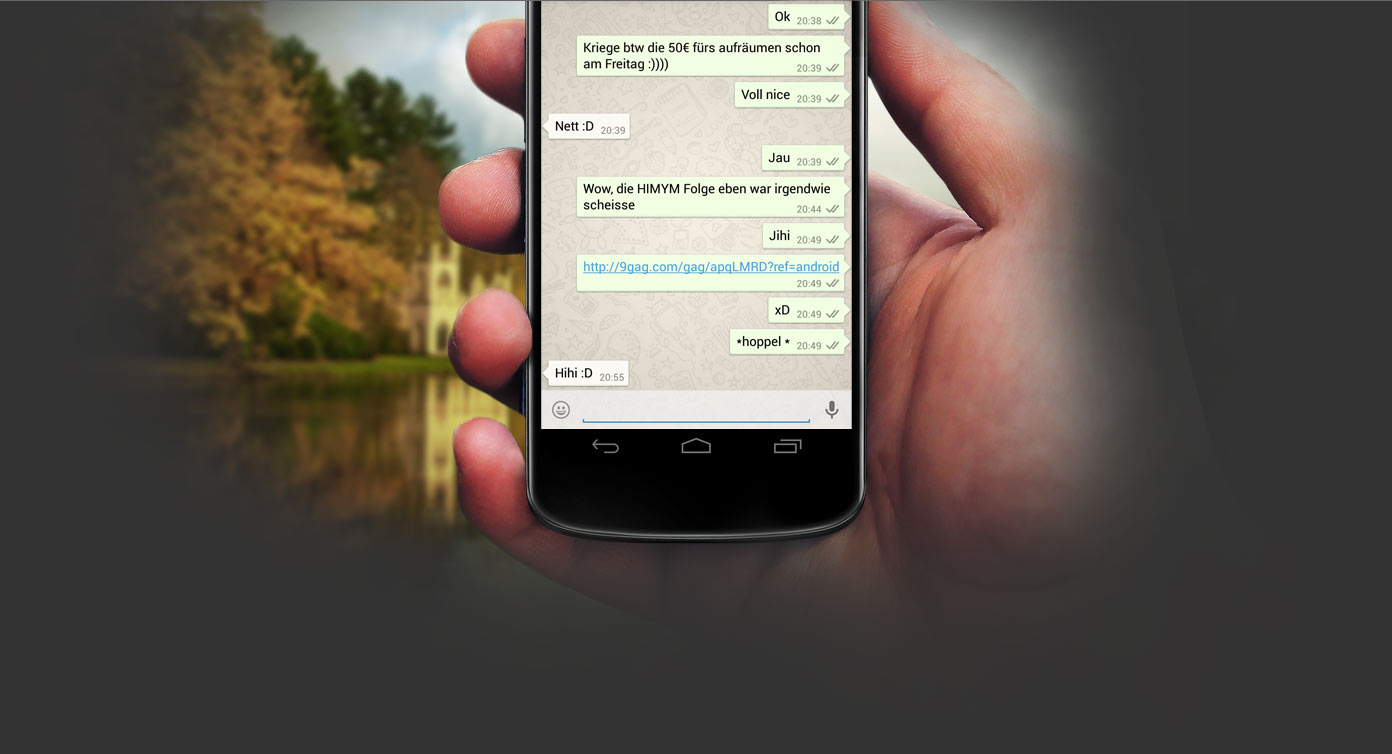 Ok 20:38
Kriege btw die 50€ fürs aufräumen schon
am Freitag :))))
20:39
Voll nice 20:39
Nett :D 20:39
Jau 20:39
Wow, die HIMYM Folge eben war irgendwie
scheisse
20:44
Jihi 20:49
http://9gag.com/gag/apqLMRD?ref=android
20:49
xD 20:49
*hoppel * 20:49
Hihi :D 20:55